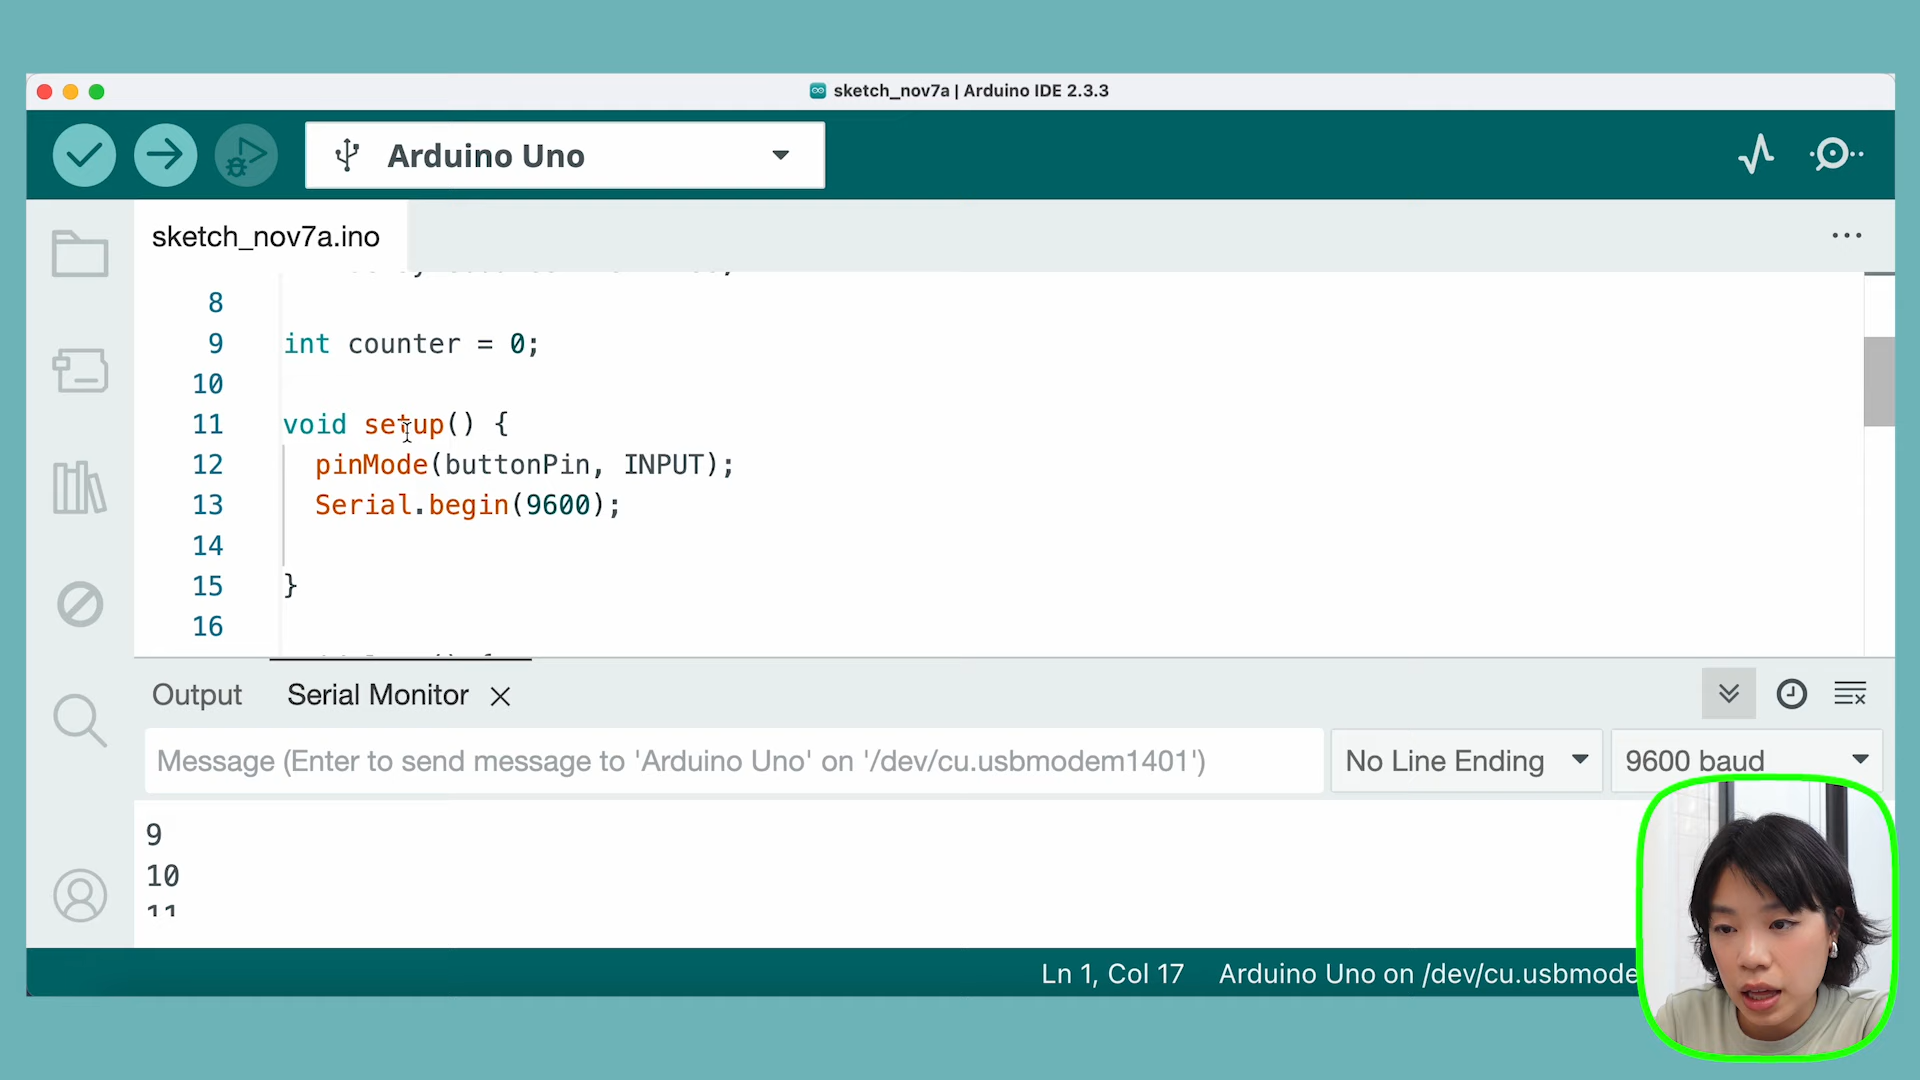 sketch_nov7a | Arduino IDE 2.3.3
Arduino Uno
sketch_nov7a.ino
8
9 int counter = 0;
10
11 void setup() {
12 pinMode(buttonPin, INPUT);
13 Serial.begin(9600);
14
15 }
16
Output Serial Monitor
Message (Enter to send message to 'Arduino Uno' on '/dev/cu.usbmodem1401') No Line Ending 9600 baud
9
10
11
Ln 1, Col 17 Arduino Uno on /dev/cu.usbmode